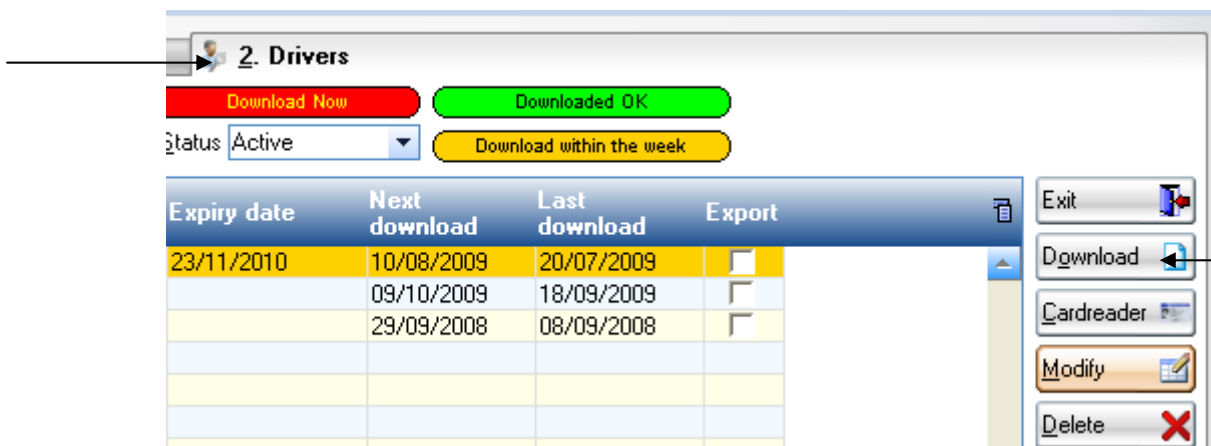 2. Drivers
Download Now
Downloaded OK
Status Active
Download within the week
Expiry date Next download Last download Export
23/11/2010 10/08/2009 20/07/2009
09/10/2009 18/09/2009
29/09/2008 08/09/2008
Exit
Download
Cardreader
Modify
Delete